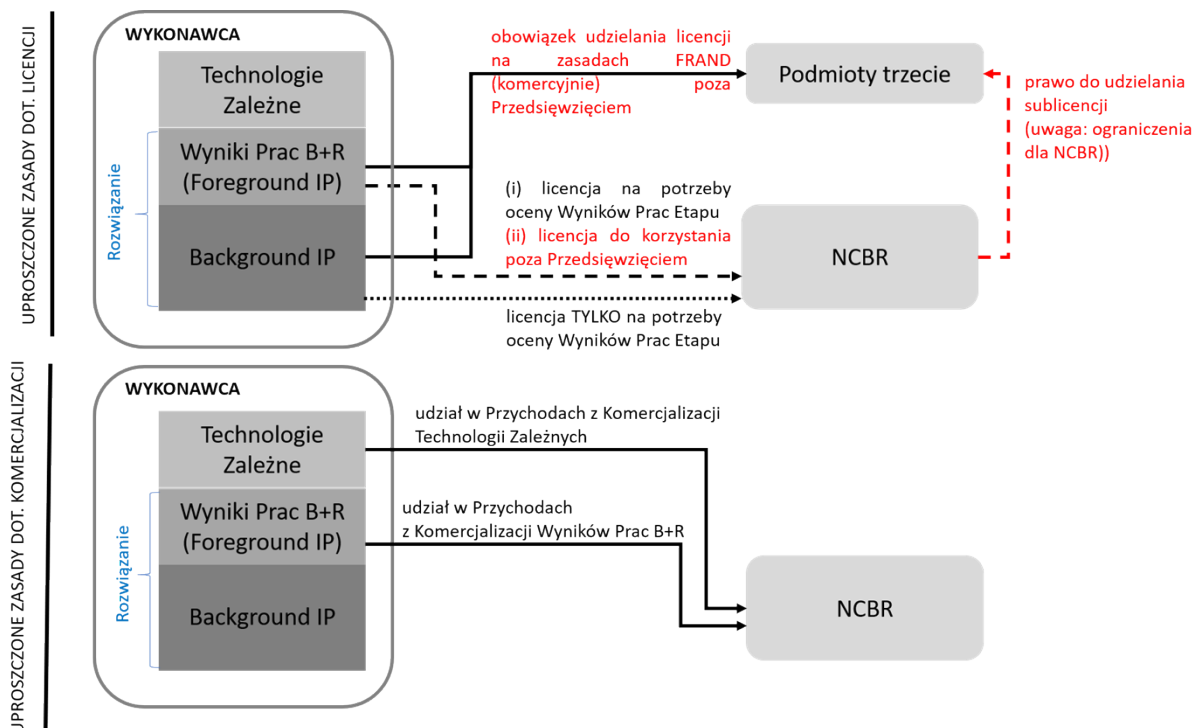 UPROSZCZONE ZASADY DOT. LICENCJI
WYKONAWCA
Technologie
Zależne
Wyniki Prac B+R
(Foreground IP)
Background IP
Rozwiązanie
obowiązek udzielania licencji
na zasadach FRAND
(komercyjnie) poza
Przedsięwzięciem
Podmioty trzecie
prawo do udzielania
sublicencji
(uwaga: ograniczenia
dla NCBR))
(i) licencja na potrzeby
oceny Wyników Prac Etapu
(ii) licencja do korzystania
poza Przedsięwzięciem
NCBR
licencja TYLKO na potrzeby
oceny Wyników Prac Etapu
UPROSZCZONE ZASADY DOT. KOMERCJALIZACJI
WYKONAWCA
Technologie
Zależne
Wyniki Prac B+R
(Foreground IP)
Background IP
Rozwiązanie
udział w Przychodach z Komercjalizacji
Technologii Zależnych
udział w Przychodach
z Komercjalizacji Wyników Prac B+R
NCBR